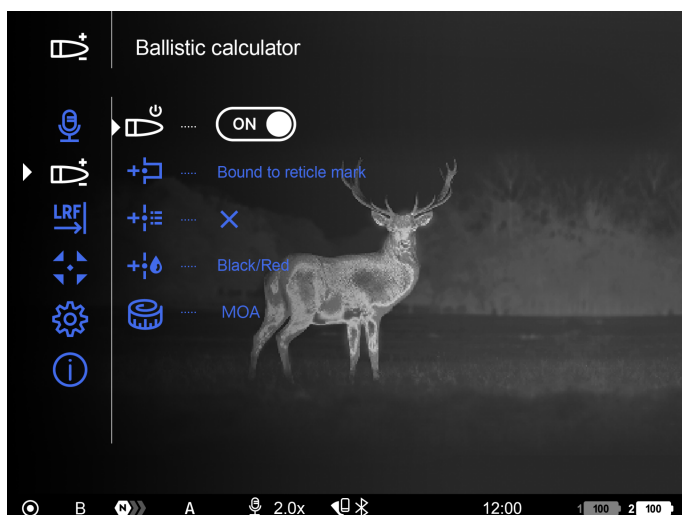 Ballistic calculator
ON
Bound to reticle mark
LRF
Black/Red
MOA
B N A 2.0x 12:00 1 100 2 100